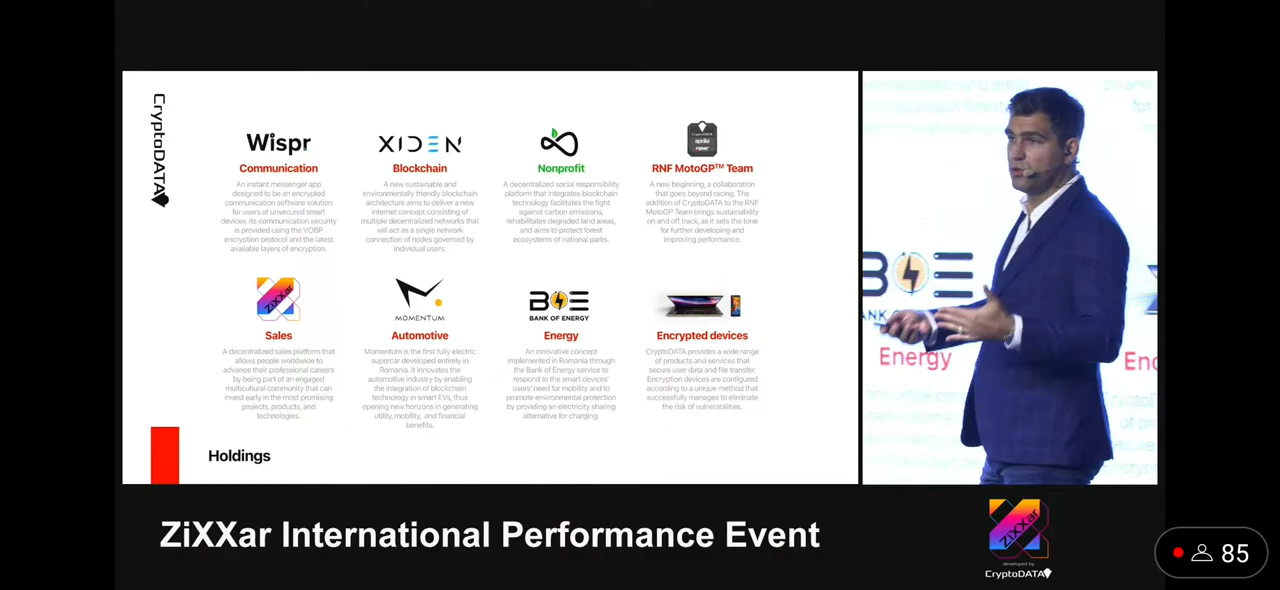 CryptoDATA
Wispr
Communication
An instant messenger app
designed to be an encrypted
communication software solution
for users of unsecured smart
devices. Its communication security
is provided using the VOBP
encryption protocol and the latest
available layers of encryption.
XIDEN
Blockchain
A new sustainable and
environmentally friendly blockchain
architecture aims to deliver a new
internet concept consisting of
multiple decentralized networks that
will act as a single network
connection of nodes governed by
individual users.
Nonprofit
A decentralized social responsibility
platform that integrates blockchain
technology facilitates the fight
against carbon emissions,
rehabilitates degraded land areas,
and aims to protect forest
ecosystems of national parks.
CryptoDATA
aprilia
RNF MotoGP™ Team
A new beginning, a collaboration
that goes beyond racing. The
addition of CryptoDATA to the RNF
MotoGP Team brings sustainability
on and off track, as it sets the tone
for further developing and
improving performance.
ZiXXar
Sales
A decentralized sales platform that
allows people worldwide to
advance their professional careers
by being part of an engaged
multicultural community that can
invest early in the most promising
projects, products, and
technologies.
MOMENTUM
Automotive
Momentum is the first fully electric
supercar developed entirely in
Romania. It innovates the
automotive industry by enabling
the integration of blockchain
technology in smart EVs, thus
opening new horizons in generating
utility, mobility, and financial
benefits.
BOE
BANK OF ENERGY
Energy
An innovative concept
implemented in Romania through
the Bank of Energy service to
respond to the smart devices'
users' need for mobility and to
promote environmental protection
by providing an electricity sharing
alternative for charging.
Encrypted devices
CryptoDATA provides a wide range
of products and services that
secure user data and file transfer.
Encryption devices are configured
according to a unique method that
successfully manages to eliminate
the risk of vulnerabilities.
Holdings
BOE
Energy
ZiXXar International Performance Event
ZiXXar
developed by
CryptoDATA
85